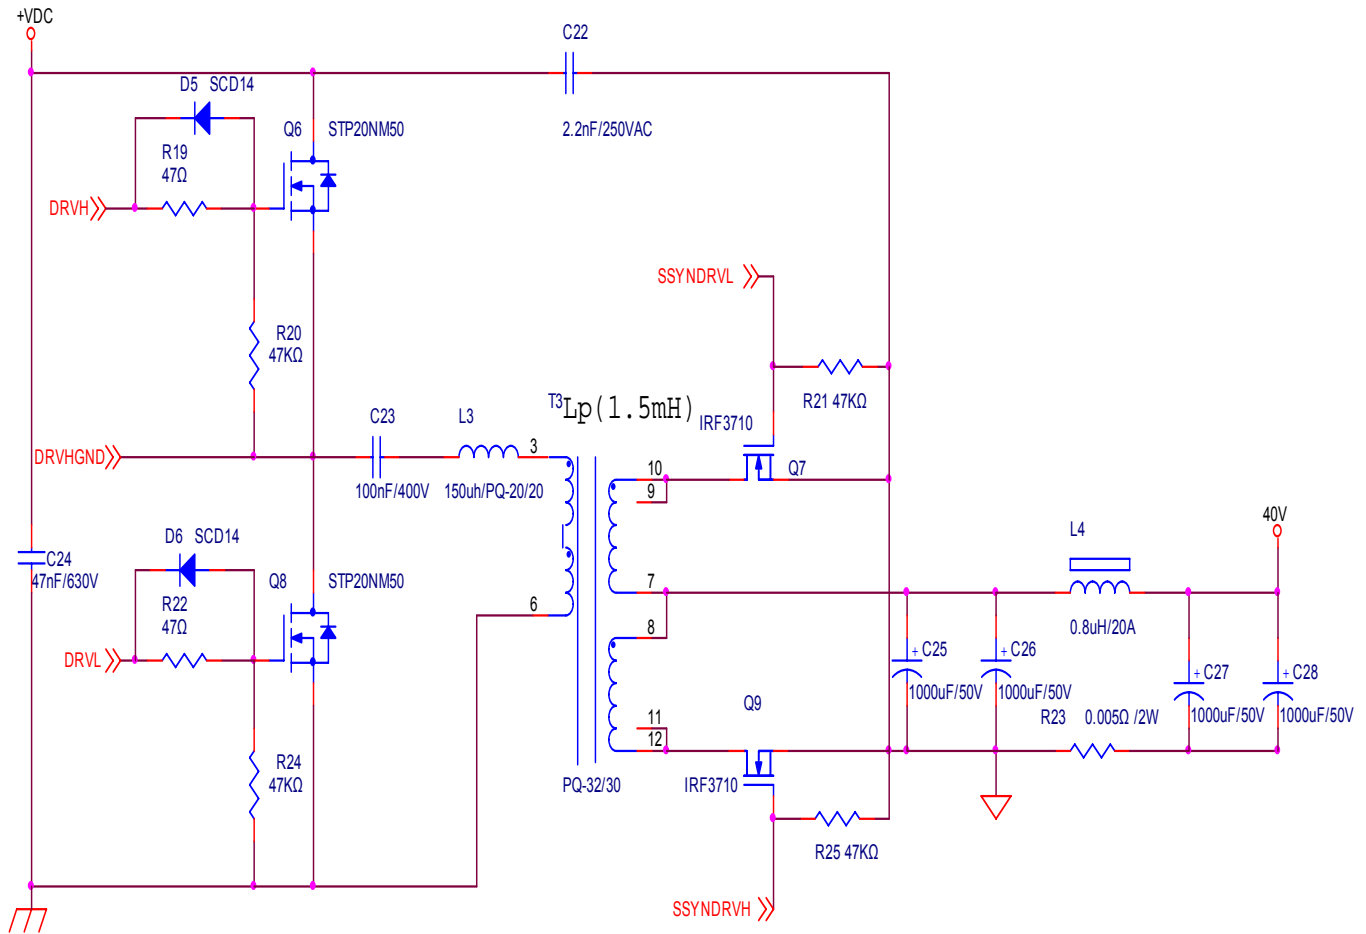 +VDC
C22
D5 SCD14
Q6 STP20NM50
2.2nF/250VAC
R19
47Ω
DRVH
SSYNDRVL
R20
47KΩ
R21 47KΩ
T3 Lp(1.5mH)
IRF3710
C23
L3
3
DRVHGND
10
Q7
9
100nF/400V
150uh/PQ-20/20
40V
L4
D6 SCD14
C24
47nF/630V
Q8 STP20NM50
7
R22
47Ω
6
8
0.8uH/20A
DRVL
+ C25
+ C26
+ C27
+ C28
1000uF/50V
1000uF/50V
1000uF/50V
1000uF/50V
Q9
11
R23 0.005Ω /2W
12
R24
47KΩ
PQ-32/30
IRF3710
R25 47KΩ
SSYNDRVH